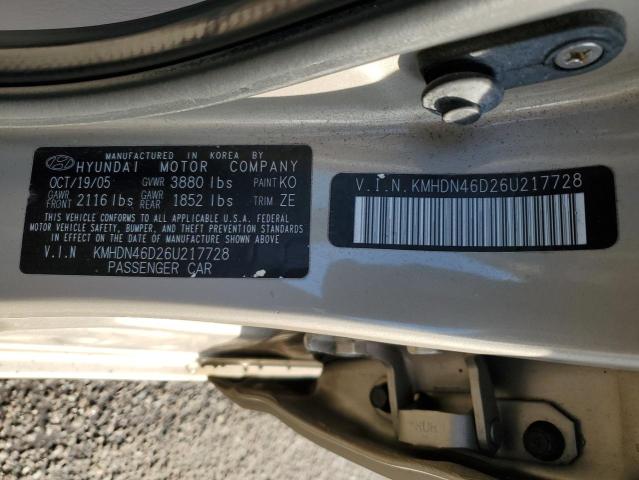 MANUFACTURED IN KOREA BY
HYUNDAI MOTOR COMPANY
OCT/19/05 GVWR 3880 lbs PAINT KO
GAWR FRONT 2116 lbs GAWR REAR 1852 lbs TRIM ZE
THIS VEHICLE CONFORMS TO ALL APPLICABLE U.S.A. FEDERAL
MOTOR VEHICLE SAFETY, BUMPER, AND THEFT PREVENTION STANDARDS
IN EFFECT ON THE DATE OF MANUFACTURE SHOWN ABOVE
V.I.N KMHDN46D26U217728
PASSENGER CAR
V.I.N.KMHDN46D26U217728